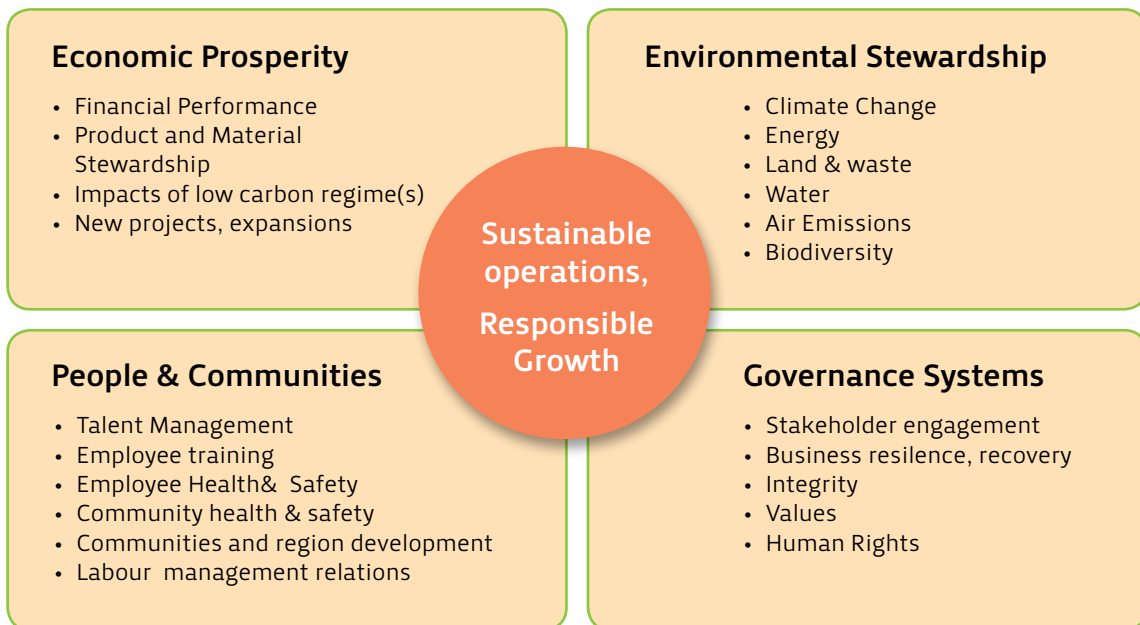 Economic Prosperity
• Financial Performance
• Product and Material
Stewardship
• Impacts of low carbon regime(s)
• New projects, expansions
Environmental Stewardship
• Climate Change
• Energy
• Land & waste
• Water
• Air Emissions
• Biodiversity
Sustainable
operations,
Responsible
Growth
People & Communities
• Talent Management
• Employee training
• Employee Health&  Safety
• Community health & safety
• Communities and region development
• Labour  management relations
Governance Systems
• Stakeholder engagement
• Business resilence, recovery
• Integrity
• Values
• Human Rights